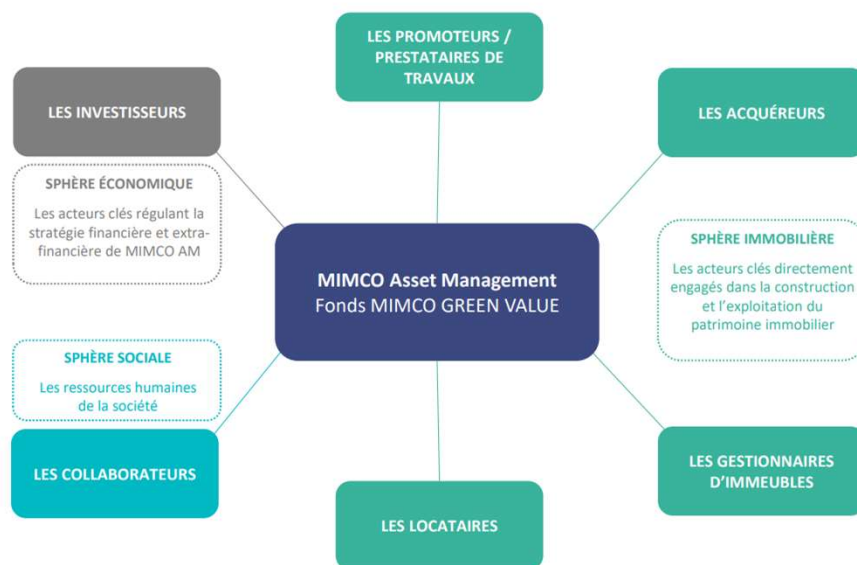 LES PROMOTEURS /
PRESTATAIRES DE
TRAVAUX
LES INVESTISSEURS
LES ACQUÉREURS
SPHÈRE ÉCONOMIQUE
Les acteurs clés régulant la
stratégie financière et extra-
financière de MIMCO AM
MIMCO Asset Management
Fonds MIMCO GREEN VALUE
SPHÈRE IMMOBILIÈRE
Les acteurs clés directement
engagés dans la construction
et l’exploitation du
patrimoine immobilier
SPHÈRE SOCIALE
Les ressources humaines
de la société
LES COLLABORATEURS
LES LOCATAIRES
LES GESTIONNAIRES
D’IMMEUBLES